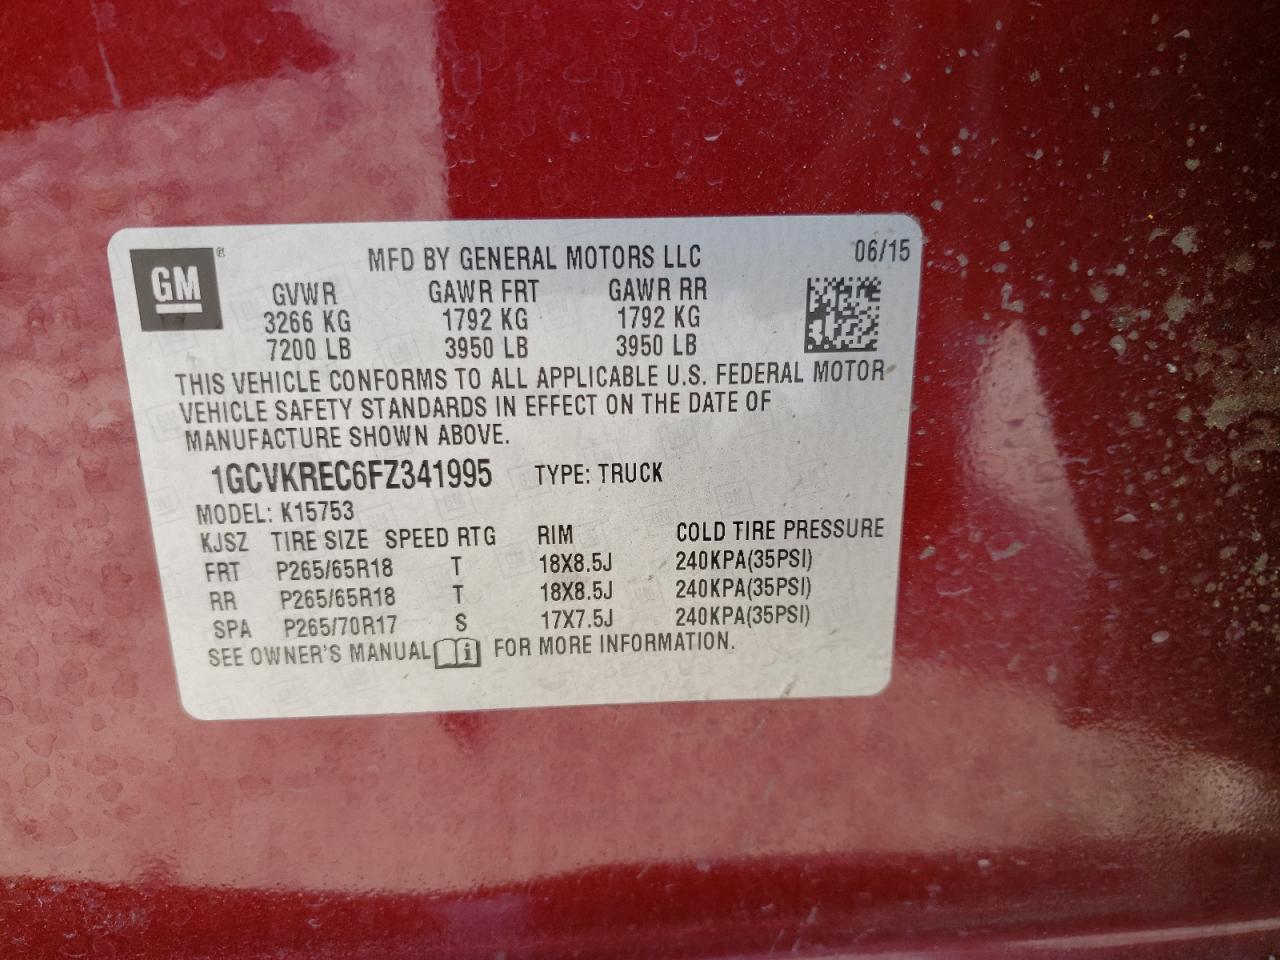 GM® MFD BY GENERAL MOTORS LLC 06/15
GVWR GAWR FRT GAWR RR
3266 KG 1792 KG 1792 KG
7200 LB 3950 LB 3950 LB
THIS VEHICLE CONFORMS TO ALL APPLICABLE U.S. FEDERAL MOTOR
VEHICLE SAFETY STANDARDS IN EFFECT ON THE DATE OF
MANUFACTURE SHOWN ABOVE.
1GCVKREC6FZ341995 TYPE: TRUCK
MODEL: K15753
KJSZ TIRE SIZE SPEED RTG RIM COLD TIRE PRESSURE
FRT P265/65R18 T 18X8.5J 240KPA(35PSI)
RR P265/65R18 T 18X8.5J 240KPA(35PSI)
SPA P265/70R17 S 17X7.5J 240KPA(35PSI)
SEE OWNER'S MANUAL i FOR MORE INFORMATION.